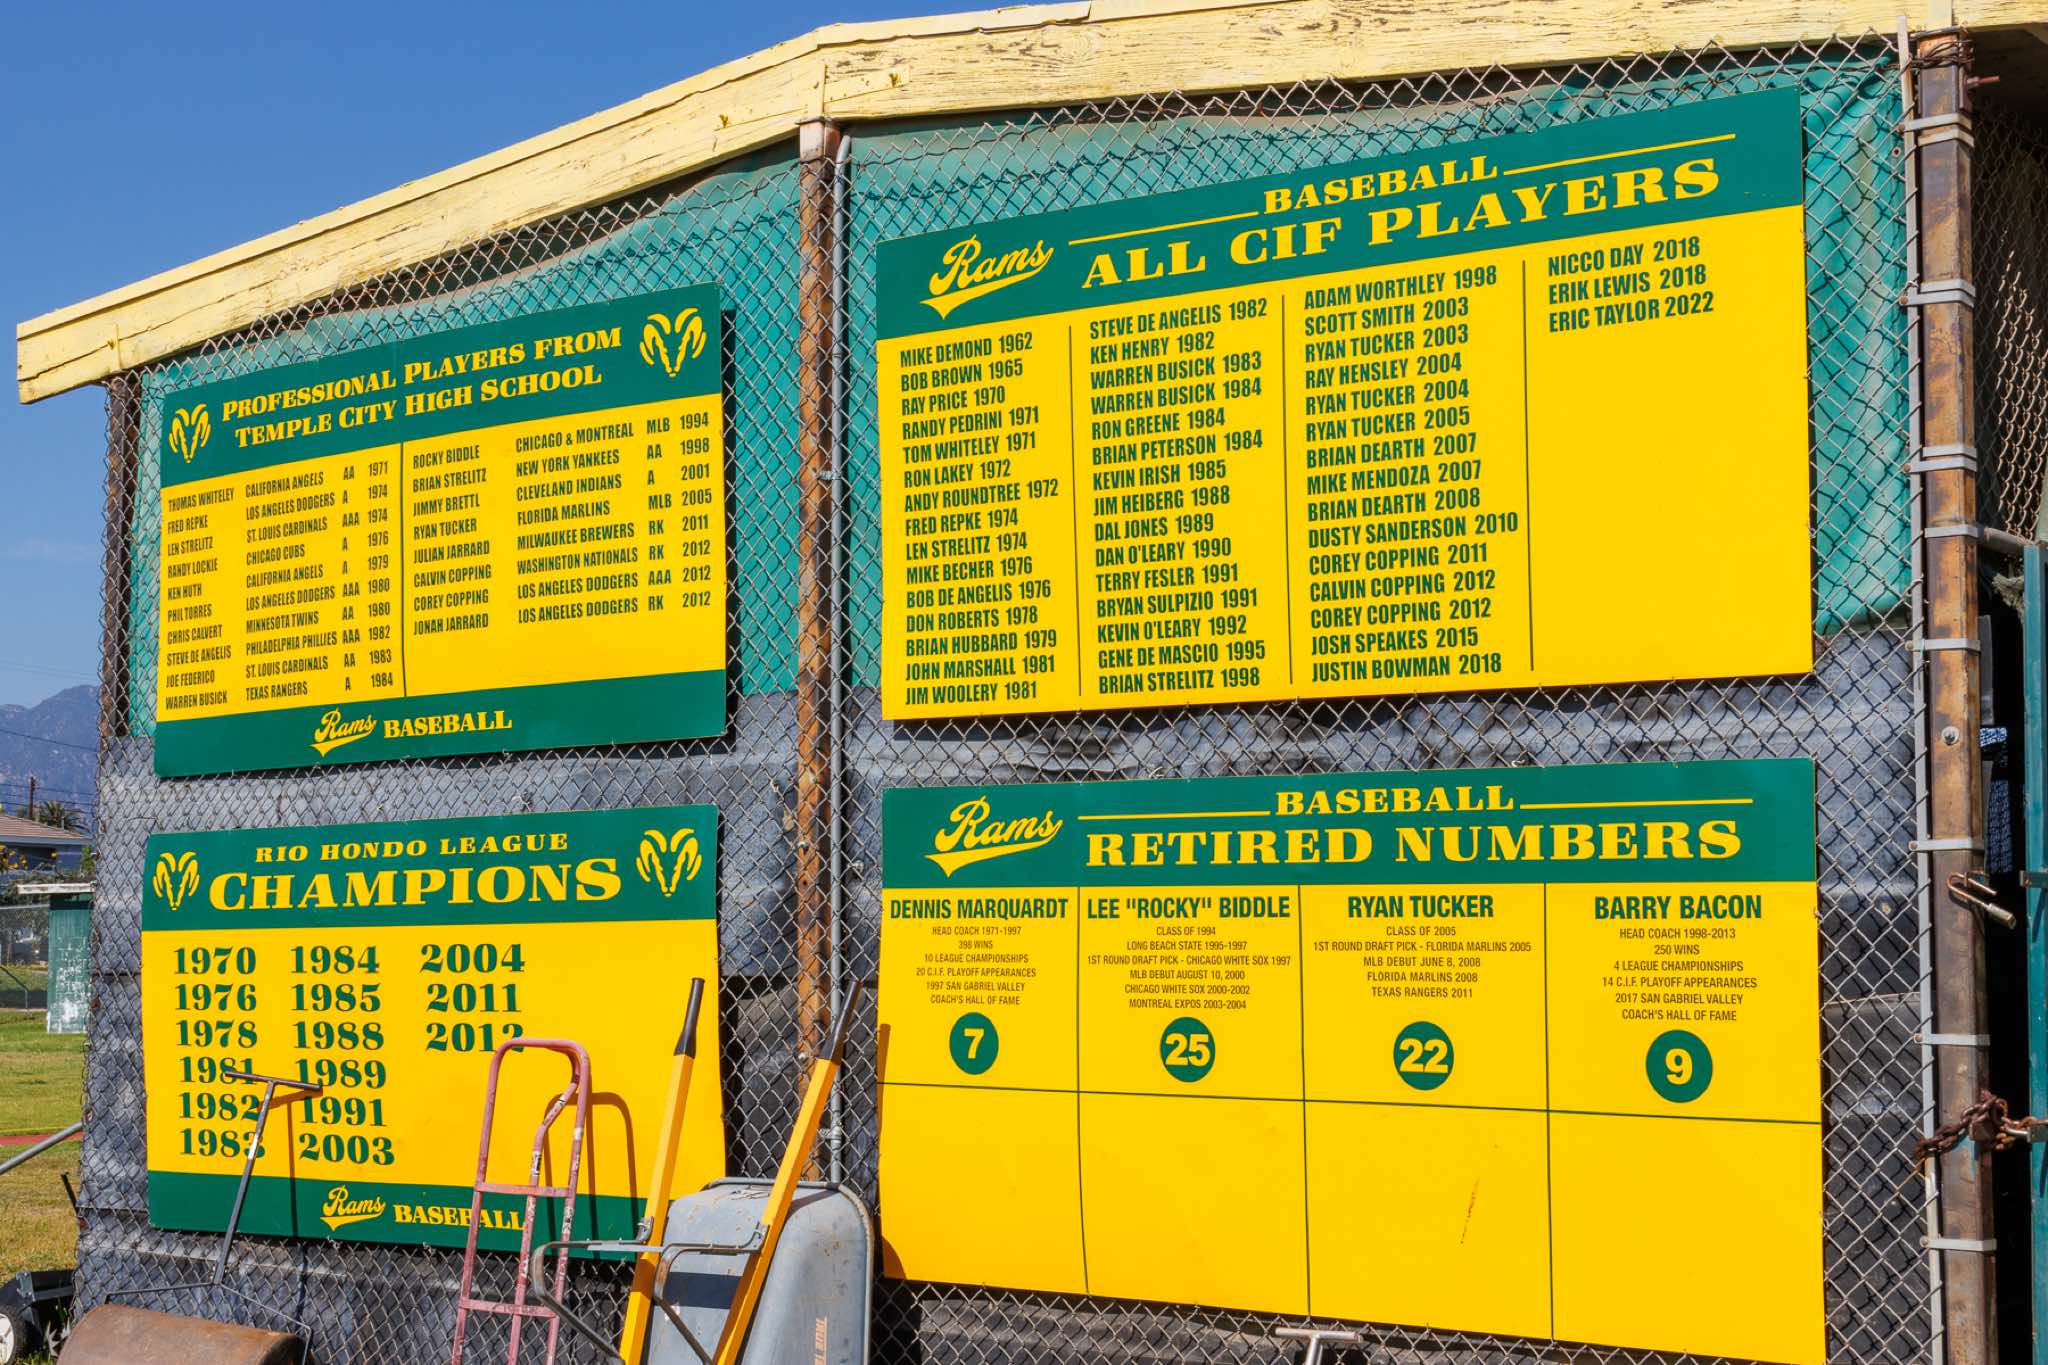 PROFESSIONAL PLAYERS FROM
TEMPLE CITY HIGH SCHOOL
THOMAS WHITELEY CALIFORNIA ANGELS AA 1971
FRED REPKE LOS ANGELES DODGERS A 1974
LEN STRELITZ ST. LOUIS CARDINALS AAA 1974
RANDY LOCKIE CHICAGO CUBS A 1976
KEN HUTH CALIFORNIA ANGELS A 1979
PHIL TORRES LOS ANGELES DODGERS AAA 1980
CHRIS CALVERT MINNESOTA TWINS AA 1980
STEVE DE ANGELIS PHILADELPHIA PHILLIES AAA 1982
JOE FEDERICO ST. LOUIS CARDINALS AA 1983
WARREN BUSICK TEXAS RANGERS A 1984
ROCKY BIDDLE CHICAGO & MONTREAL MLB 1994
BRIAN STRELITZ NEW YORK YANKEES AA 1998
JIMMY BRETTL CLEVELAND INDIANS A 2001
RYAN TUCKER FLORIDA MARLINS MLB 2005
JULIAN JARRARD MILWAUKEE BREWERS RK 2011
CALVIN COPPING WASHINGTON NATIONALS RK 2012
COREY COPPING LOS ANGELES DODGERS AAA 2012
JONAH JARRARD LOS ANGELES DODGERS RK 2012
Rams BASEBALL
Rams
BASEBALL
ALL CIF PLAYERS
MIKE DEMOND 1962
BOB BROWN 1965
RAY PRICE 1970
RANDY PEDRINI 1971
TOM WHITELEY 1971
RON LAKEY 1972
ANDY ROUNDTREE 1972
FRED REPKE 1974
LEN STRELITZ 1974
MIKE BECHER 1976
BOB DE ANGELIS 1976
DON ROBERTS 1978
BRIAN HUBBARD 1979
JOHN MARSHALL 1981
JIM WOOLERY 1981
STEVE DE ANGELIS 1982
KEN HENRY 1982
WARREN BUSICK 1983
WARREN BUSICK 1984
RON GREENE 1984
BRIAN PETERSON 1984
KEVIN IRISH 1985
JIM HEIBERG 1988
DAL JONES 1989
DAN O'LEARY 1990
TERRY FESLER 1991
BRYAN SULPIZIO 1991
KEVIN O'LEARY 1992
GENE DE MASCIO 1995
BRIAN STRELITZ 1998
ADAM WORTHLEY 1998
SCOTT SMITH 2003
RYAN TUCKER 2003
RAY HENSLEY 2004
RYAN TUCKER 2004
RYAN TUCKER 2005
BRIAN DEARTH 2007
MIKE MENDOZA 2007
BRIAN DEARTH 2008
DUSTY SANDERSON 2010
COREY COPPING 2011
CALVIN COPPING 2012
COREY COPPING 2012
JOSH SPEAKES 2015
JUSTIN BOWMAN 2018
NICCO DAY 2018
ERIK LEWIS 2018
ERIC TAYLOR 2022
RIO HONDO LEAGUE
CHAMPIONS
1970 1984 2004
1976 1985 2011
1978 1988 2012
1981 1989
1982 1991
1983 2003
Rams BASEBALL
Rams
BASEBALL
RETIRED NUMBERS
DENNIS MARQUARDT
HEAD COACH 1971-1997
398 WINS
10 LEAGUE CHAMPIONSHIPS
20 C.I.F. PLAYOFF APPEARANCES
1997 SAN GABRIEL VALLEY
COACH'S HALL OF FAME
7
LEE "ROCKY" BIDDLE
CLASS OF 1994
LONG BEACH STATE 1995-1997
1ST ROUND DRAFT PICK - CHICAGO WHITE SOX 1997
MLB DEBUT AUGUST 10, 2000
CHICAGO WHITE SOX 2000-2002
MONTREAL EXPOS 2003-2004
25
RYAN TUCKER
CLASS OF 2005
1ST ROUND DRAFT PICK - FLORIDA MARLINS 2005
MLB DEBUT JUNE 8, 2008
FLORIDA MARLINS 2008
TEXAS RANGERS 2011
22
BARRY BACON
HEAD COACH 1998-2013
250 WINS
4 LEAGUE CHAMPIONSHIPS
14 C.I.F. PLAYOFF APPEARANCES
2017 SAN GABRIEL VALLEY
COACH'S HALL OF FAME
9